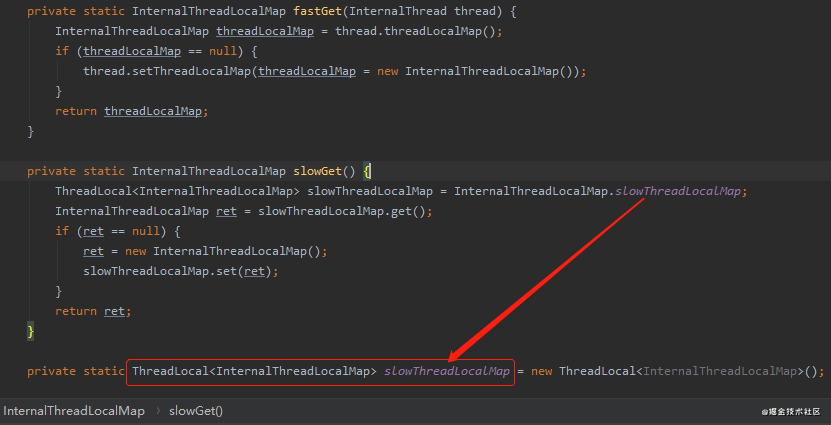 private static InternalThreadLocalMap fastGet(InternalThread thread) {
InternalThreadLocalMap threadLocalMap = thread.threadLocalMap();
if (threadLocalMap == null) {
thread.setThreadLocalMap(threadLocalMap = new InternalThreadLocalMap());
}
return threadLocalMap;
}
private static InternalThreadLocalMap slowGet() {
ThreadLocal<InternalThreadLocalMap> slowThreadLocalMap = InternalThreadLocalMap.slowThreadLocalMap;
InternalThreadLocalMap ret = slowThreadLocalMap.get();
if (ret == null) {
ret = new InternalThreadLocalMap();
slowThreadLocalMap.set(ret);
}
return ret;
}
private static ThreadLocal<InternalThreadLocalMap> slowThreadLocalMap = new ThreadLocal<InternalThreadLocalMap>();
InternalThreadLocalMap › slowGet()
@掘金技术社区